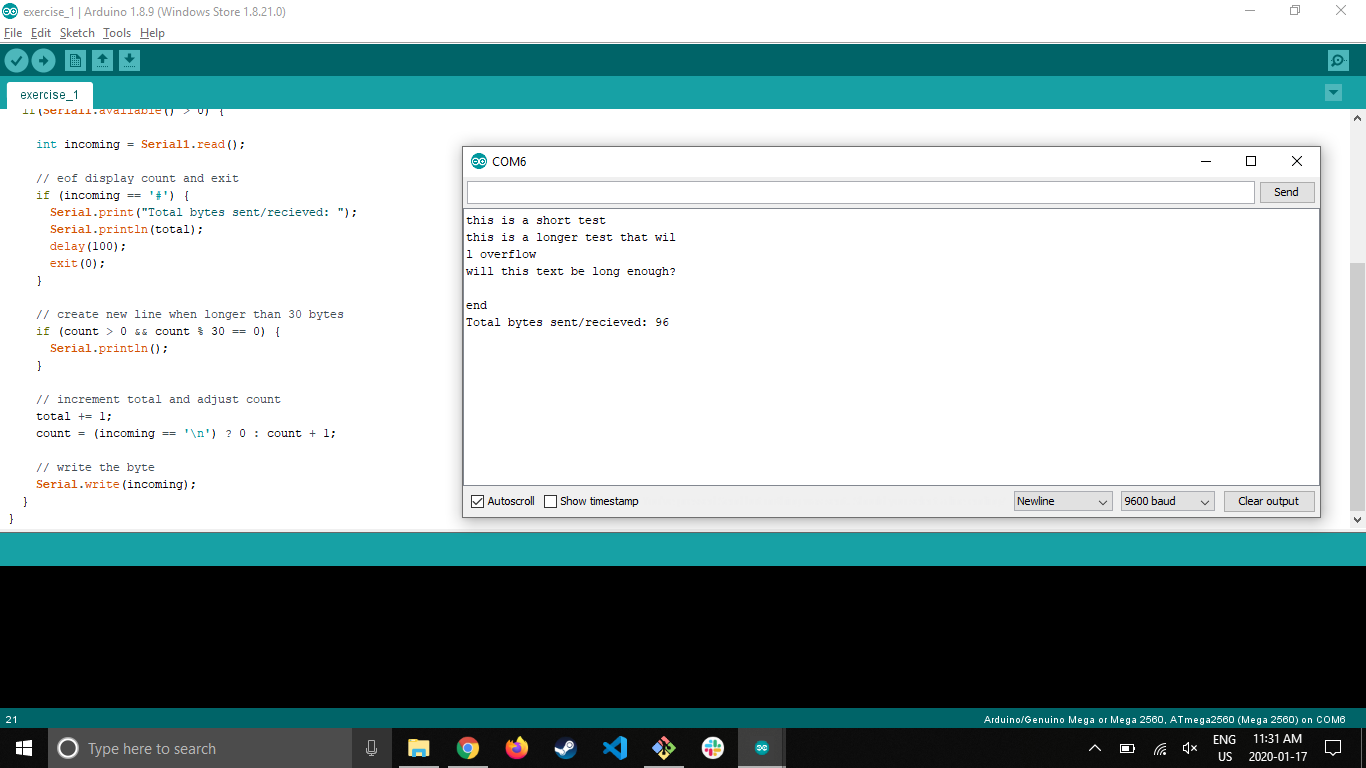 exercise_1 | Arduino 1.8.9 (Windows Store 1.8.21.0)
File Edit Sketch Tools Help
exercise_1
if(Serial1.available() > 0) {
int incoming = Serial1.read();
// eof display count and exit
if (incoming == '#') {
Serial.print("Total bytes sent/recieved: ");
Serial.println(total);
delay(100);
exit(0);
}
// create new line when longer than 30 bytes
if (count > 0 && count % 30 == 0) {
Serial.println();
}
// increment total and adjust count
total += 1;
count = (incoming == '\n') ? 0 : count + 1;
// write the byte
Serial.write(incoming);
}
}
COM6
Send
this is a short test
this is a longer test that wil
l overflow
will this text be long enough?
end
Total bytes sent/recieved: 96
Autoscroll Show timestamp
Newline 9600 baud Clear output
21
Arduino/Genuino Mega or Mega 2560, ATmega2560 (Mega 2560) on COM6
Type here to search
ENG
US
11:31 AM
2020-01-17